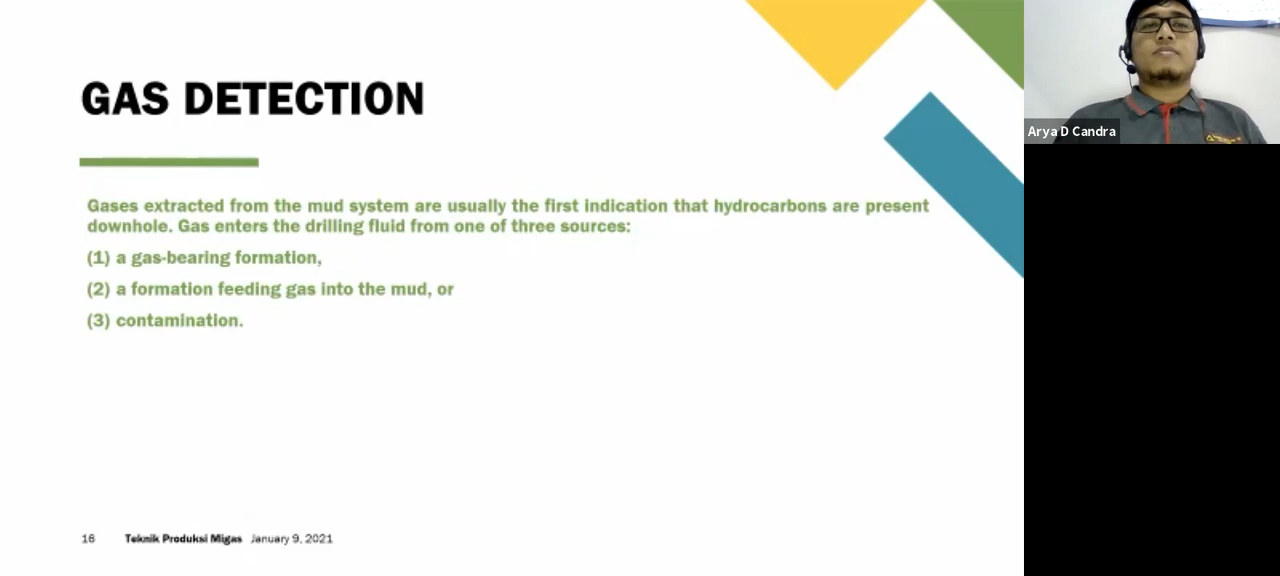 GAS DETECTION
Gases extracted from the mud system are usually the first indication that hydrocarbons are present
downhole. Gas enters the drilling fluid from one of three sources:
(1) a gas-bearing formation,
(2) a formation feeding gas into the mud, or
(3) contamination.
16 Teknik Produksi Migas January 9, 2021
Arya D Candra